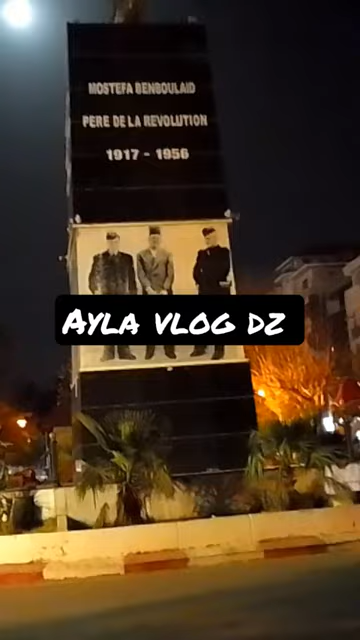 MOSTEFA BENBOULAID
PERE DE LA REVOLUTION
1917 - 1956
AYLA VLOG DZ